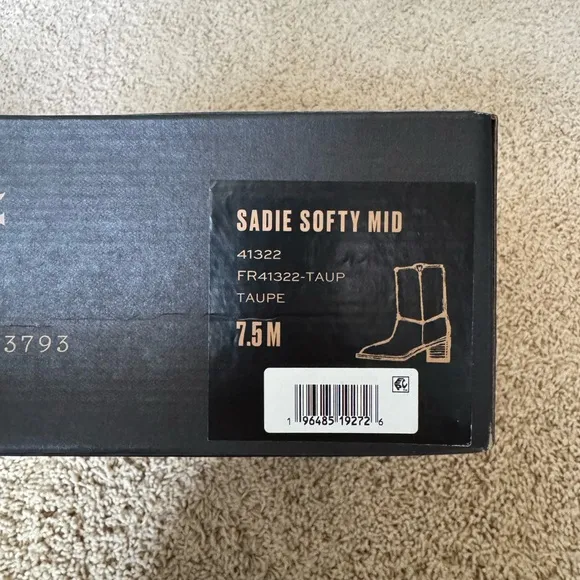 SADIE SOFTY MID
41322
FR41322-TAUP
TAUPE
7.5 M
1 96485 19272 6
3793